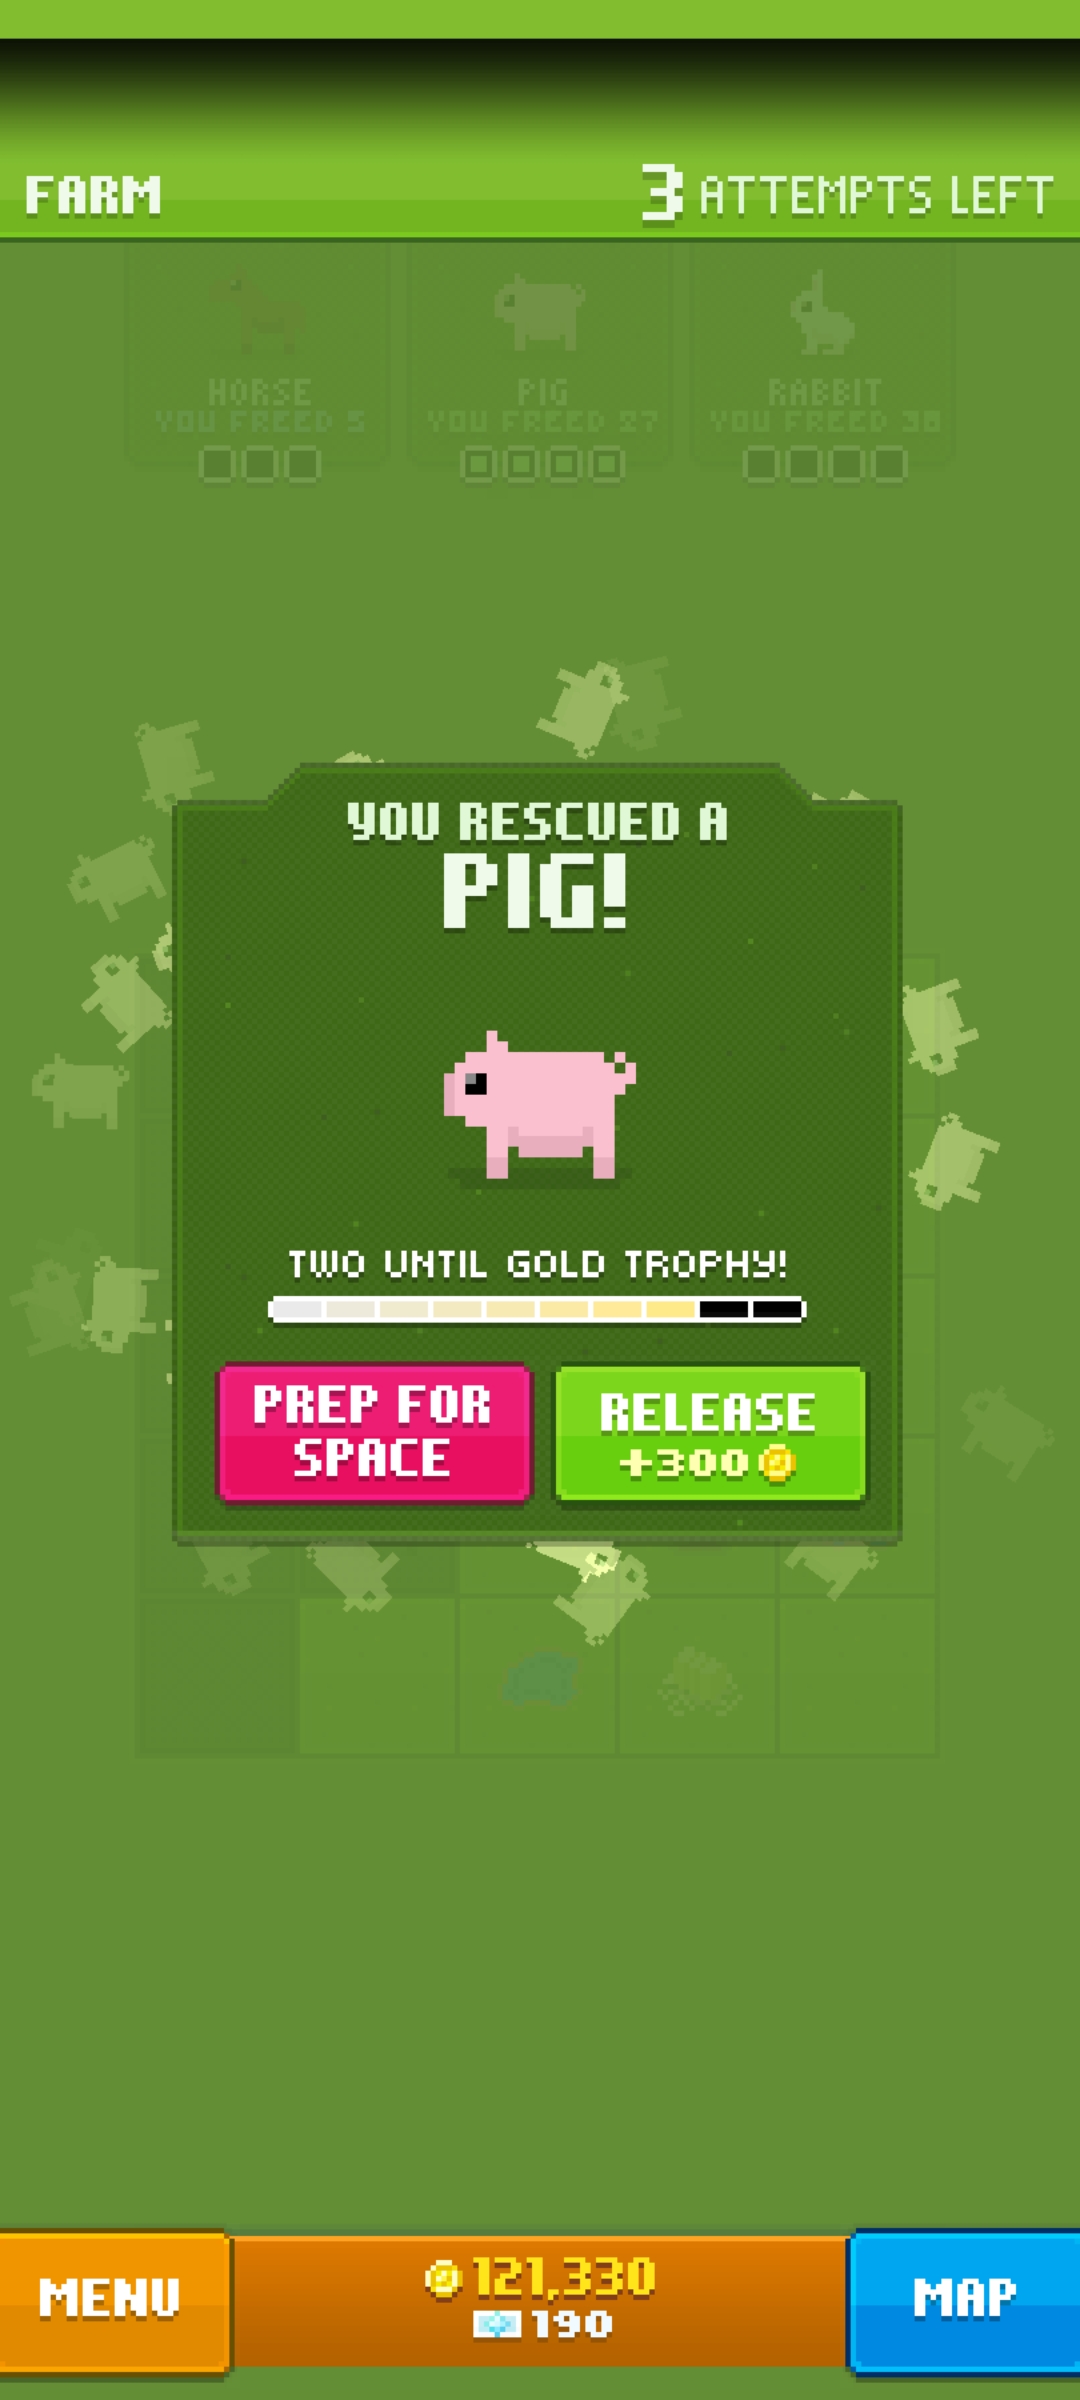 FARM
3 ATTEMPTS LEFT
HORSE
YOU FREED 5
PIG
YOU FREED 27
RABBIT
YOU FREED 38
YOU RESCUED A
PIG!
TWO UNTIL GOLD TROPHY!
PREP FOR
SPACE
RELEASE
+300
MENU
121,330
190
MAP